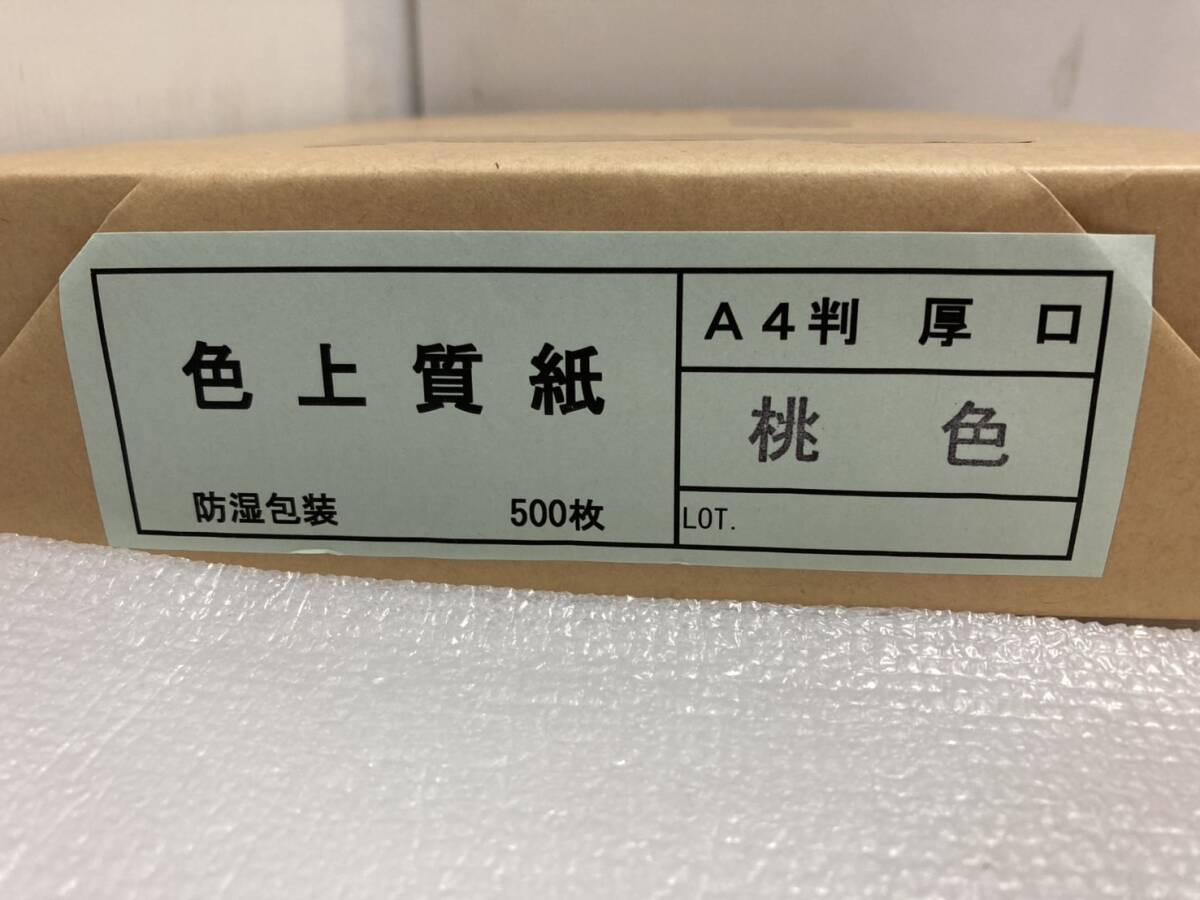 色上質紙
防湿包装 500枚
A4判 厚口
桃色
LOT.